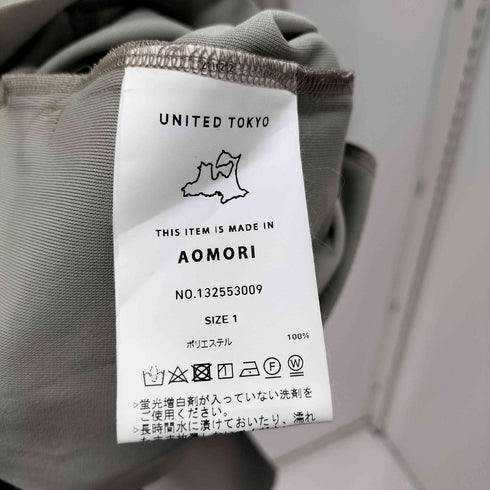 UNITED TOKYO
THIS ITEM IS MADE IN
AOMORI
NO.132553009
SIZE 1
ポリエステル 100%
F W
>蛍光増白剤が入っていない洗剤を
ご使用ください。
>長時間水に漬けておいたり、濡れ